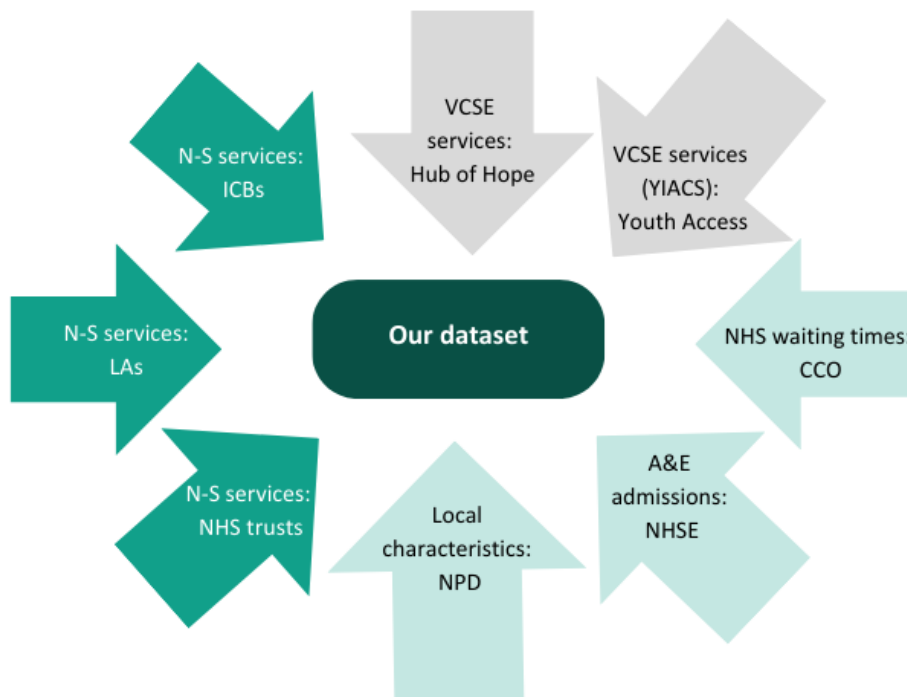 VCSE
services:
Hub of Hope
N-S services:
ICBs
VCSE services
(YIACS):
Youth Access
N-S services:
LAs
Our dataset
NHS waiting times:
CCO
N-S services:
NHS trusts
Local
characteristics:
NPD
A&E
admissions:
NHSE